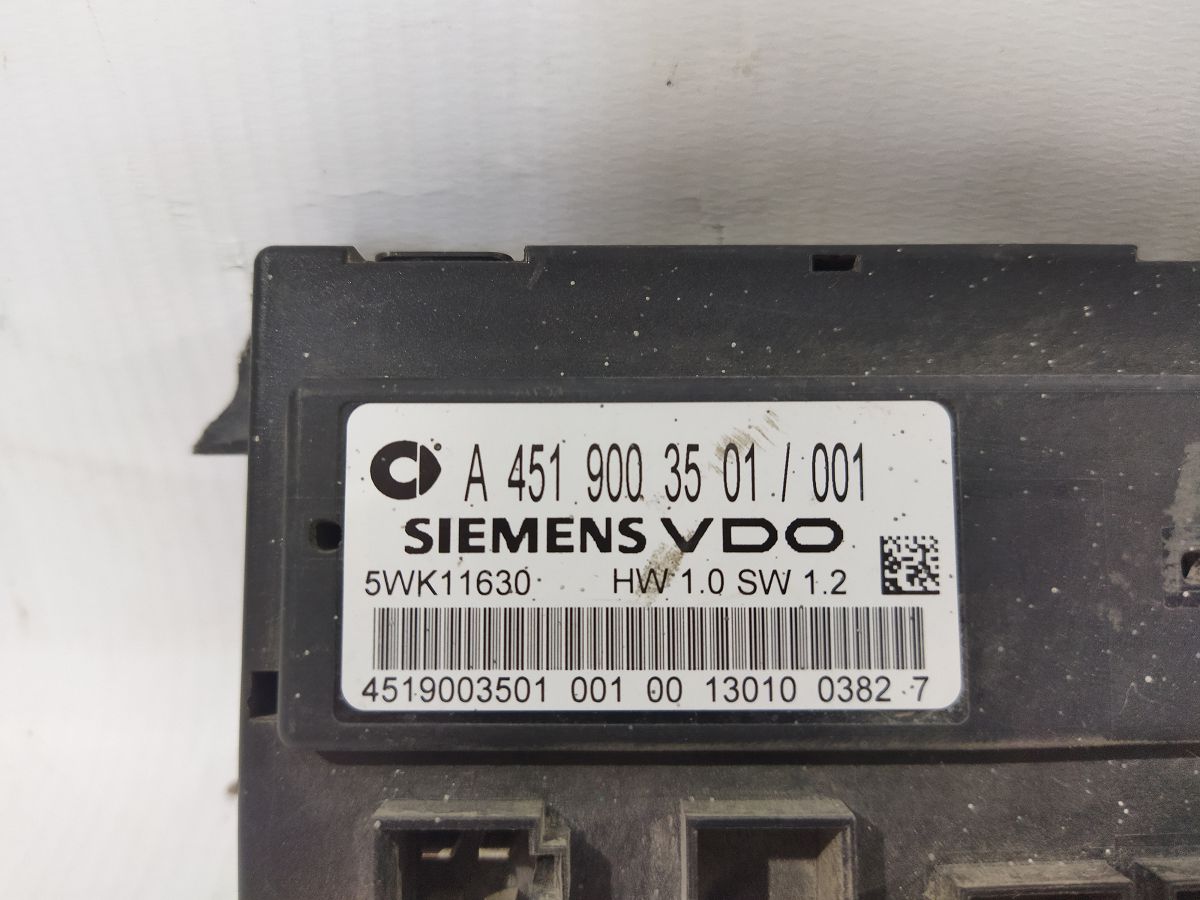 A 451 900 35 01 / 001
SIEMENS VDO
5WK11630 HW 1.0 SW 1.2
4519003501 001 00 13010 0382 7